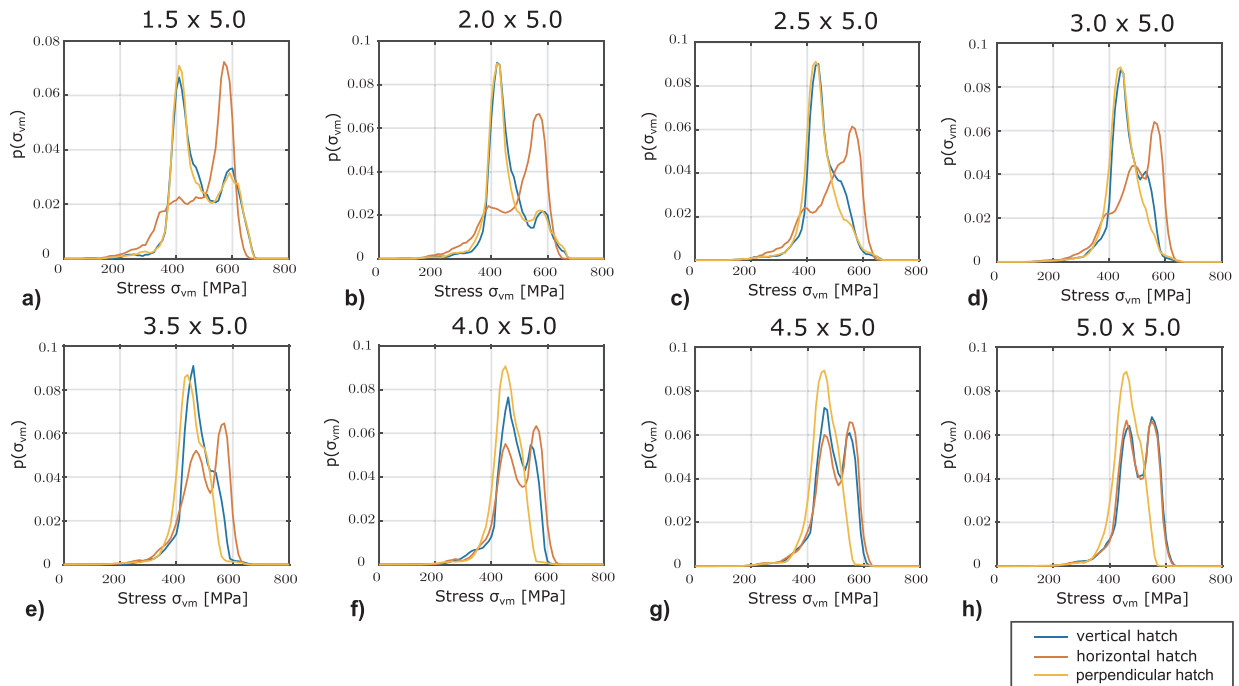 1.5 x 5.0
0.08
0.06
0.04
0.02
0
p(σvm)
0 200 400 600 800
Stress σvm [MPa]
a)
2.0 x 5.0
0.1
0.08
0.06
0.04
0.02
0
p(σvm)
0 200 400 600 800
Stress σvm [MPa]
b)
2.5 x 5.0
0.1
0.08
0.06
0.04
0.02
0
p(σvm)
0 200 400 600 800
Stress σvm [MPa]
c)
3.0 x 5.0
0.1
0.08
0.06
0.04
0.02
0
p(σvm)
0 200 400 600 800
Stress σvm [MPa]
d)
3.5 x 5.0
0.1
0.08
0.06
0.04
0.02
0
p(σvm)
0 200 400 600 800
Stress σvm [MPa]
e)
4.0 x 5.0
0.1
0.08
0.06
0.04
0.02
0
p(σvm)
0 200 400 600 800
Stress σvm [MPa]
f)
4.5 x 5.0
0.1
0.08
0.06
0.04
0.02
0
p(σvm)
0 200 400 600 800
Stress σvm [MPa]
g)
5.0 x 5.0
0.1
0.08
0.06
0.04
0.02
0
p(σvm)
0 200 400 600 800
Stress σvm [MPa]
h)
vertical hatch
horizontal hatch
perpendicular hatch